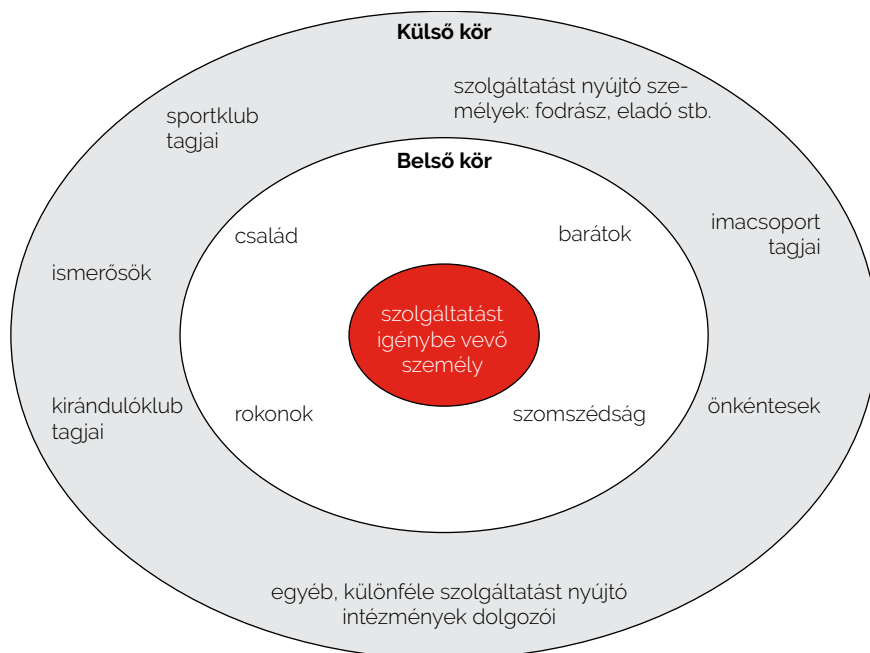 Külső kör
szolgáltatást nyújtó sze-
mélyek: fodrász, eladó stb.
sportklub
tagjai
Belső kör
család
barátok
imacsoport
tagjai
ismerősök
szolgáltatást
igénybe vevő
személy
kirándulóklub
tagjai
rokonok
szomszédság
önkéntesek
egyéb, különféle szolgáltatást nyújtó
intézmények dolgozói